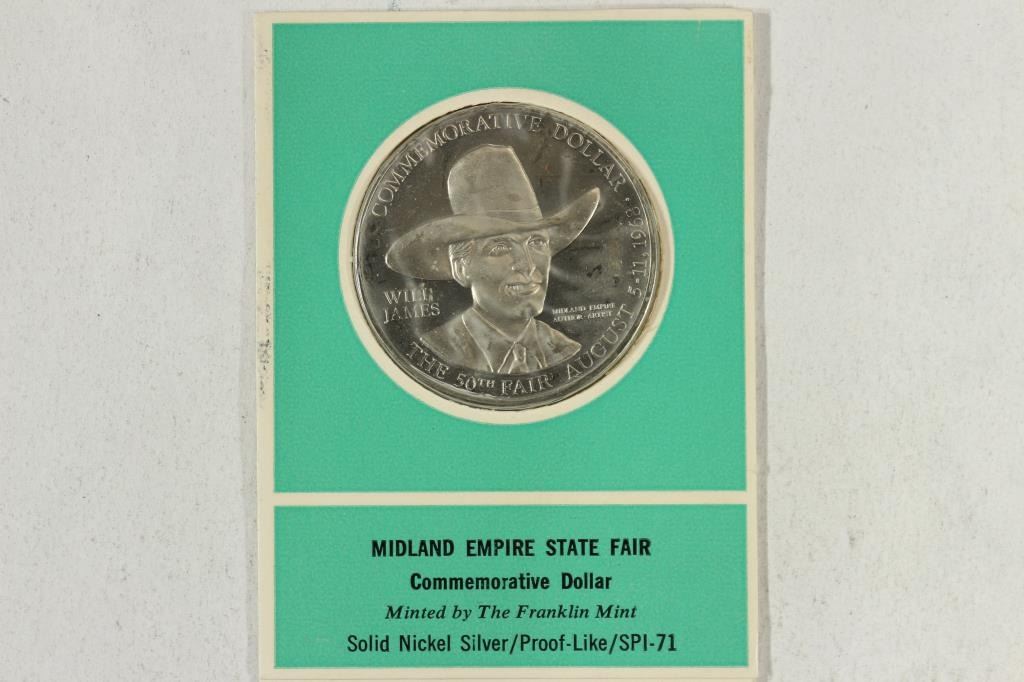 COMMEMORATIVE DOLLAR
WILL
JAMES
MIDLAND EMPIRE
AUTHOR-ARTIST
THE 50TH FAIR AUGUST 5-11, 1968
MIDLAND EMPIRE STATE FAIR
Commemorative Dollar
Minted by The Franklin Mint
Solid Nickel Silver/Proof-Like/SPI-71